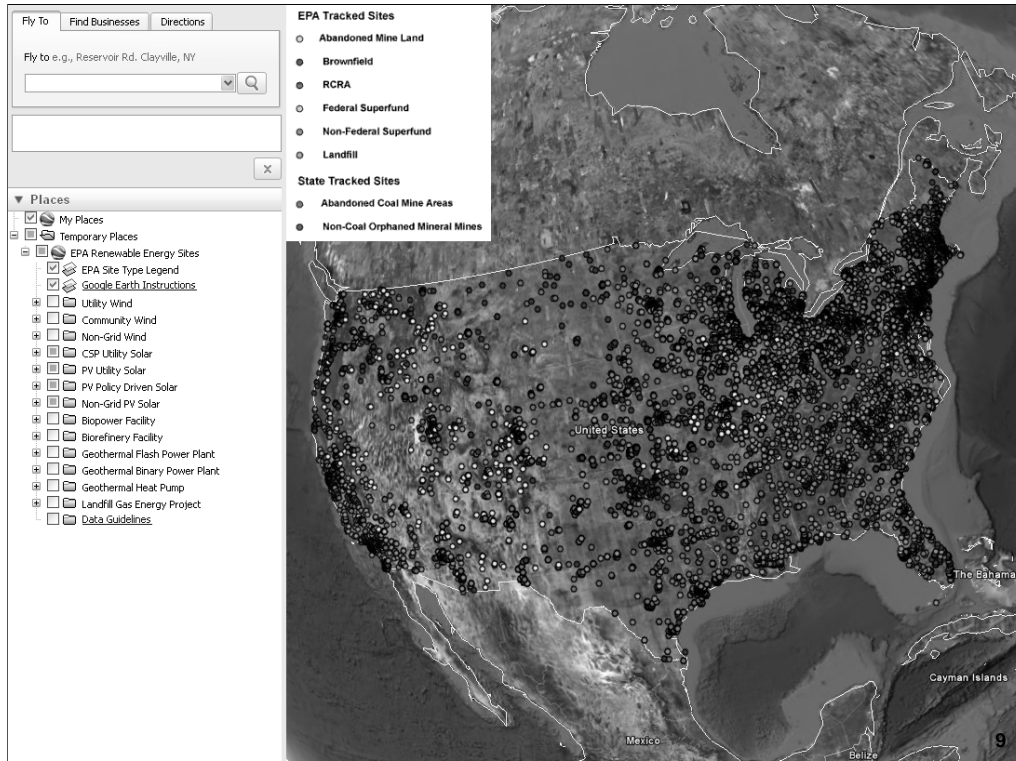 Fly To
Find Businesses
Directions
Fly to e.g., Reservoir Rd. Clayville, NY
Places
My Places
Temporary Places
EPA Renewable Energy Sites
EPA Site Type Legend
Google Earth Instructions
Utility Wind
Community Wind
Non-Grid Wind
CSP Utility Solar
PV Utility Solar
PV Policy Driven Solar
Non-Grid PV Solar
Biopower Facility
Biorefinery Facility
Geothermal Flash Power Plant
Geothermal Binary Power Plant
Geothermal Heat Pump
Landfill Gas Energy Project
Data Guidelines
EPA Tracked Sites
Abandoned Mine Land
Brownfield
RCRA
Federal Superfund
Non-Federal Superfund
Landfill
State Tracked Sites
Abandoned Coal Mine Areas
Non-Coal Orphaned Mineral Mines
United States
The Bahama
Cayman Islands
Mexico
Belize
9